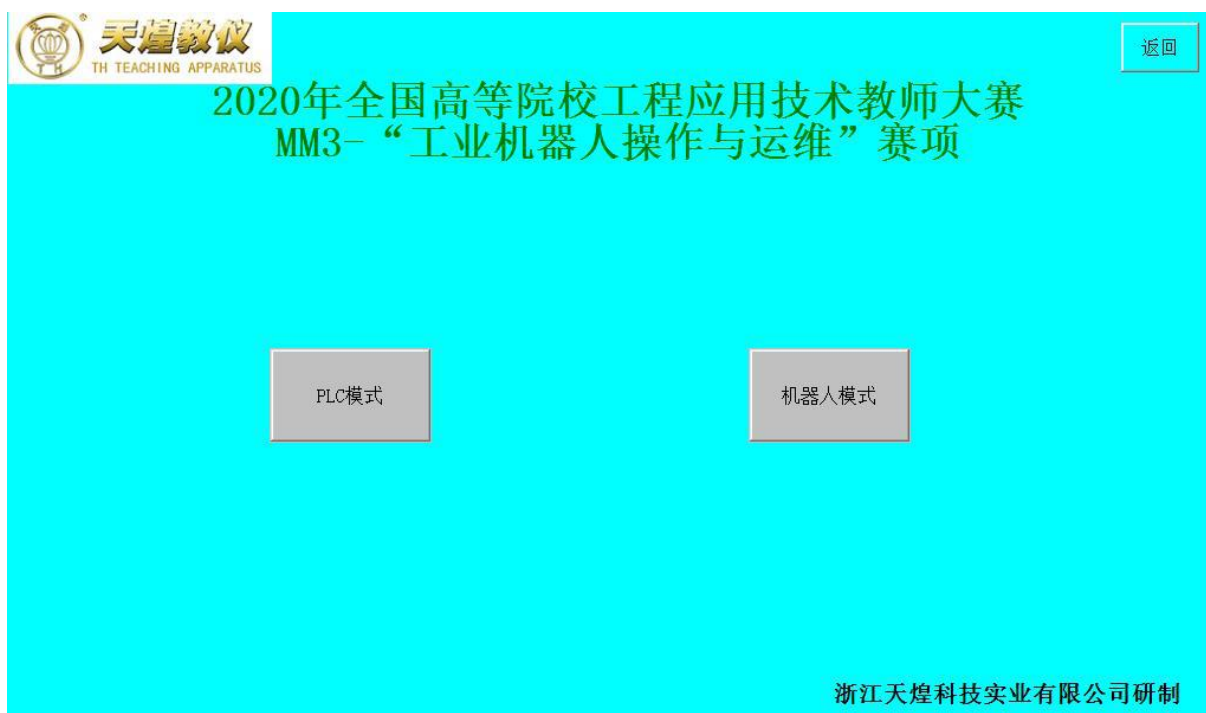 天煌教仪
TH TEACHING APPARATUS
返回
2020年全国高等院校工程应用技术教师大赛
MM3-“工业机器人操作与运维”赛项
PLC模式
机器人模式
浙江天煌科技实业有限公司研制